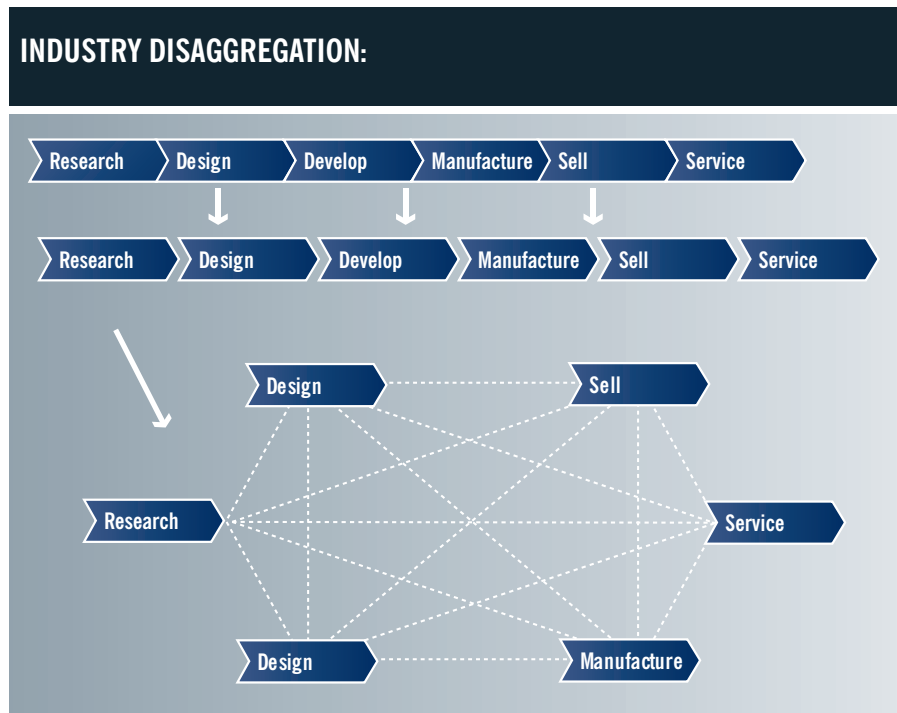 INDUSTRY DISAGGREGATION:
Research Design Develop Manufacture Sell Service
Research Design Develop Manufacture Sell Service
Design Sell
Research Service
Design Manufacture